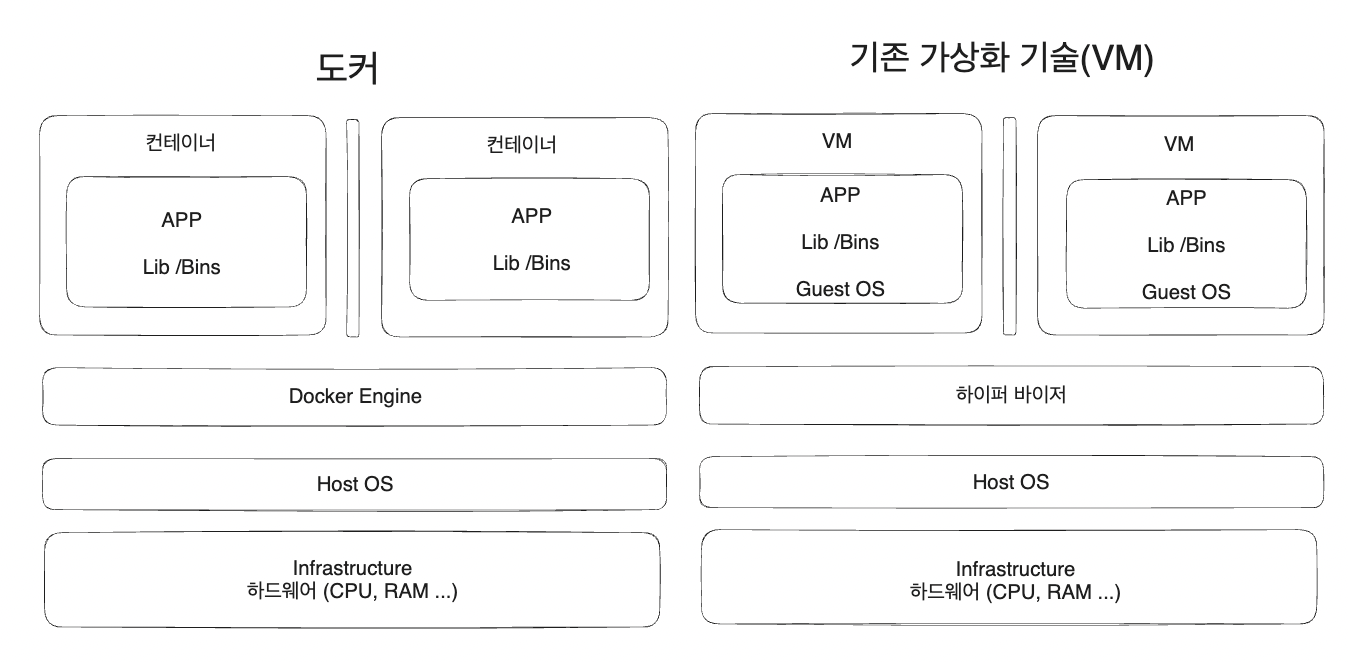 도커
컨테이너
APP
Lib /Bins
컨테이너
APP
Lib /Bins
Docker Engine
Host OS
Infrastructure
하드웨어 (CPU, RAM ...)
기존 가상화 기술(VM)
VM
APP
Lib /Bins
Guest OS
VM
APP
Lib /Bins
Guest OS
하이퍼 바이저
Host OS
Infrastructure
하드웨어 (CPU, RAM ...)